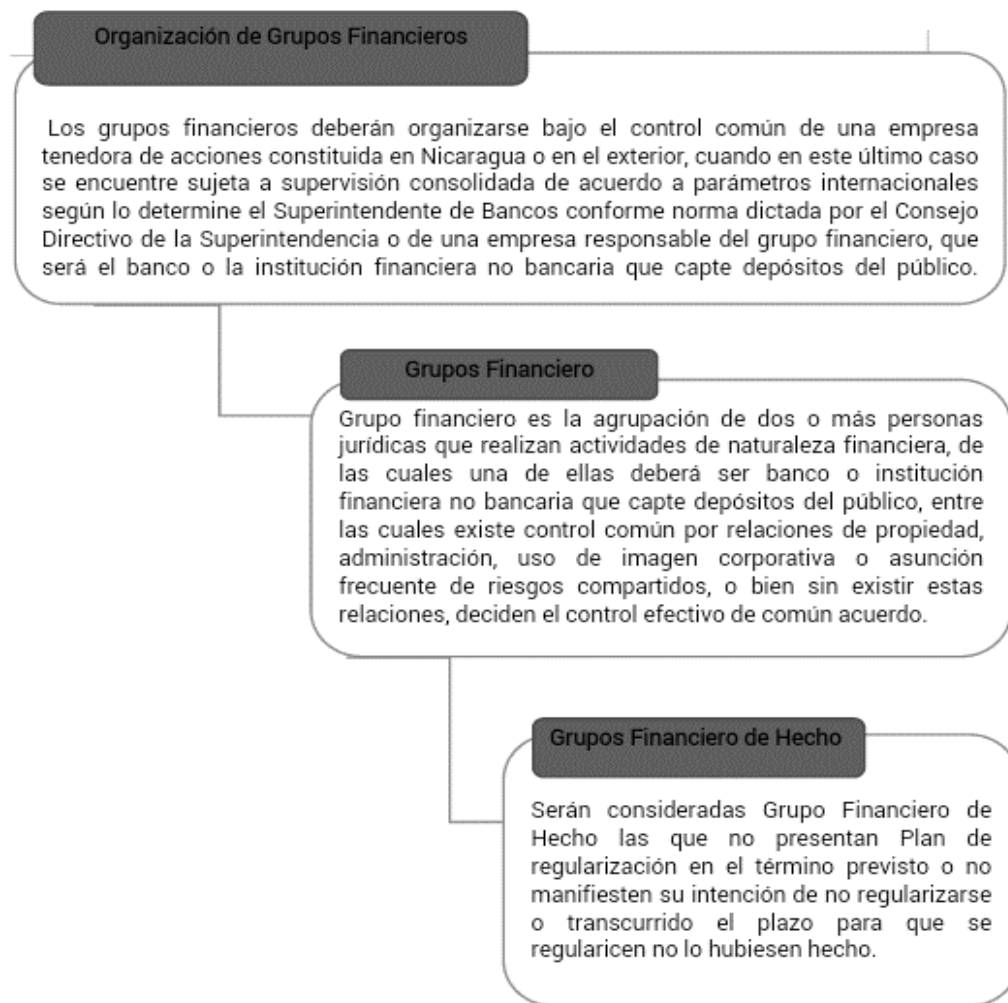 Organización de Grupos Financieros
Los grupos financieros deberán organizarse bajo el control común de una empresa
tenedora de acciones constituida en Nicaragua o en el exterior, cuando en este último caso
se encuentre sujeta a supervisión consolidada de acuerdo a parámetros internacionales
según lo determine el Superintendente de Bancos conforme norma dictada por el Consejo
Directivo de la Superintendencia o de una empresa responsable del grupo financiero, que
será el banco o la institución financiera no bancaria que capte depósitos del público.
Grupos Financiero
Grupo financiero es la agrupación de dos o más personas
jurídicas que realizan actividades de naturaleza financiera, de
las cuales una de ellas deberá ser banco o institución
financiera no bancaria que capte depósitos del público, entre
las cuales existe control común por relaciones de propiedad,
administración, uso de imagen corporativa o asunción
frecuente de riesgos compartidos, o bien sin existir estas
relaciones, deciden el control efectivo de común acuerdo.
Grupos Financiero de Hecho
Serán consideradas Grupo Financiero de
Hecho las que no presentan Plan de
regularización en el término previsto o no
manifiesten su intención de no regularizarse
o transcurrido el plazo para que se
regularicen no lo hubiesen hecho.